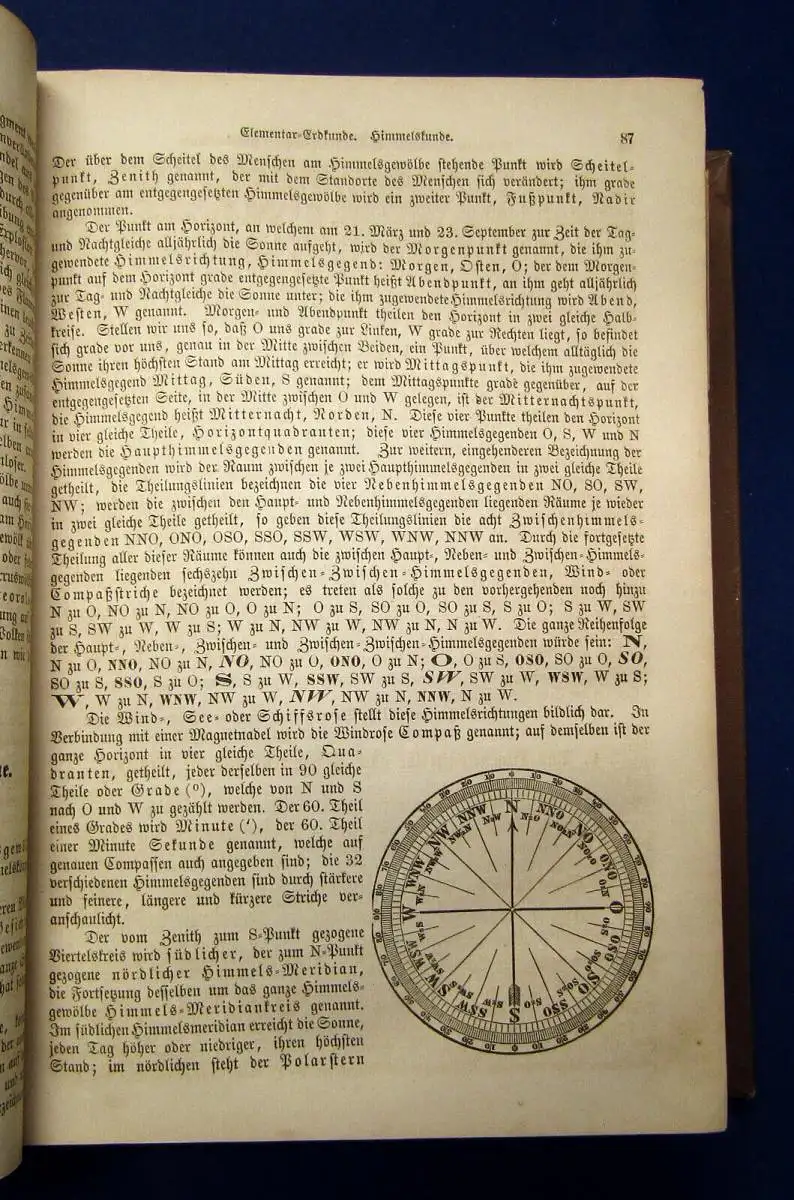 Elementar-Erdkunde. Himmelskunde. 87
Der über dem Scheitel des Menschen am Himmelsgewölbe stehende Punkt wird Scheitel-
punkt, Zenith genannt, der mit dem Standorte des Menschen sich verändert; ihm grade
gegenüber am entgegengesetzten Himmelsgewölbe wird ein zweiter Punkt, Fußpunkt, Nadir
angenommen.
Der Punkt am Horizont, an welchem am 21. März und 23. September zur Zeit der Tag-
und Nachtgleiche alljährlich die Sonne aufgeht, wird der Morgenpunkt genannt, die ihm zu-
gewendete Himmelsrichtung, Himmelsgegend: Morgen, Osten, O; der dem Morgen-
punkt auf dem Horizont grade entgegengesetzte Punkt heißt Abendpunkt, an ihm geht alljährlich
zur Tag- und Nachtgleiche die Sonne unter; die ihm zugewendete Himmelsrichtung wird Abend,
Westen, W genannt. Morgen- und Abendpunkt theilen den Horizont in zwei gleiche Halb-
kreise. Stellen wir uns so, daß O uns grade zur Linken, W grade zur Rechten liegt, so befindet
sich grade vor uns, genau in der Mitte zwischen Beiden, ein Punkt, über welchem alltäglich die
Sonne ihren höchsten Stand am Mittag erreicht; er wird Mittagspunkt, die ihm zugewendete
Himmelsgegend Mittag, Süden, S genannt; dem Mittagspunkte grade gegenüber, auf der
entgegengesetzten Seite, in der Mitte zwischen O und W gelegen, ist der Mitternachtspunkt,
die Himmelsgegend heißt Mitternacht, Norden, N. Diese vier Punkte theilen den Horizont
in vier gleiche Theile, Horizontquadranten; diese vier Himmelsgegenden O, S, W und N
werden die Haupthimmelsgegenden genannt. Zur weitern, eingehenderen Bezeichnung der
Himmelsgegenden wird der Raum zwischen je zwei Haupthimmelsgegenden in zwei gleiche Theile
getheilt, die Theilungslinien bezeichnen die vier Nebenhimmelsgegenden NO, SO, SW,
NW; werden die zwischen den Haupt- und Nebenhimmelsgegenden liegenden Räume je wieder
in zwei gleiche Theile getheilt, so geben diese Theilungslinien die acht Zwischenhimmels-
gegenden NNO, ONO, OSO, SSO, SSW, WSW, WNW, NNW an. Durch die fortgesetzte
Theilung aller dieser Räume können auch die zwischen Haupt-, Neben- und Zwischen-Himmels-
gegenden liegenden sechszehn Zwischen-Zwischen-Himmelsgegenden, Wind- oder
Compaßstriche bezeichnet werden; es treten als solche zu den vorhergehenden noch hinzu
N zu O, NO zu N, NO zu O, O zu N; O zu S, SO zu O, SO zu S, S zu O; S zu W, SW
zu S, SW zu W, W zu S; W zu N, NW zu W, NW zu N, N zu W. Die ganze Reihenfolge
der Haupt-, Neben-, Zwischen- und Zwischen-Zwischen-Himmelsgegenden würde sein: N,
N zu O, NNO, NO zu N, NO, NO zu O, ONO, O zu N; O, O zu S, OSO, SO zu O, SO,
SO zu S, SSO, S zu O; S, S zu W, SSW, SW zu S, SW, SW zu W, WSW, W zu S;
W, W zu N, WNW, NW zu W, NW, NW zu N, NNW, N zu W.
Die Wind-, See- oder Schiffsrose stellt diese Himmelsrichtungen bildlich dar. In
Verbindung mit einer Magnetnadel wird die Windrose Compaß genannt; auf demselben ist der
ganze Horizont in vier gleiche Theile, Qua-
dranten, getheilt, jeder derselben in 90 gleiche
Theile oder Grade (⁰), welche von N und S
nach O und W zu gezählt werden. Der 60. Theil
eines Grades wird Minute (′), der 60. Theil
einer Minute Sekunde genannt, welche auf
genauen Compassen auch angegeben sind; die 32
verschiedenen Himmelsgegenden sind durch stärkere
und feinere, längere und kürzere Striche ver-
anschaulicht.
Der vom Zenith zum S-Punkt gezogene
Viertelskreis wird südlicher, der zum N-Punkt
gezogene nördlicher Himmels-Meridian,
die Fortsetzung desselben um das ganze Himmels-
gewölbe Himmels-Meridiankreis genannt.
Im südlichen Himmelsmeridian erreicht die Sonne,
jeden Tag höher oder niedriger, ihren höchsten
Stand; im nördlichen steht der Polarstern
N
NNO
NO
ONO
O
OSO
SO
SSO
S
SSW
SW
WSW
W
WNW
NW
NNW